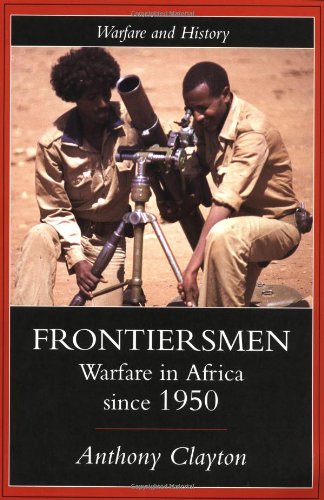 Warfare and History
FRONTIERSMEN
Warfare in Africa
since 1950
Anthony Clayton